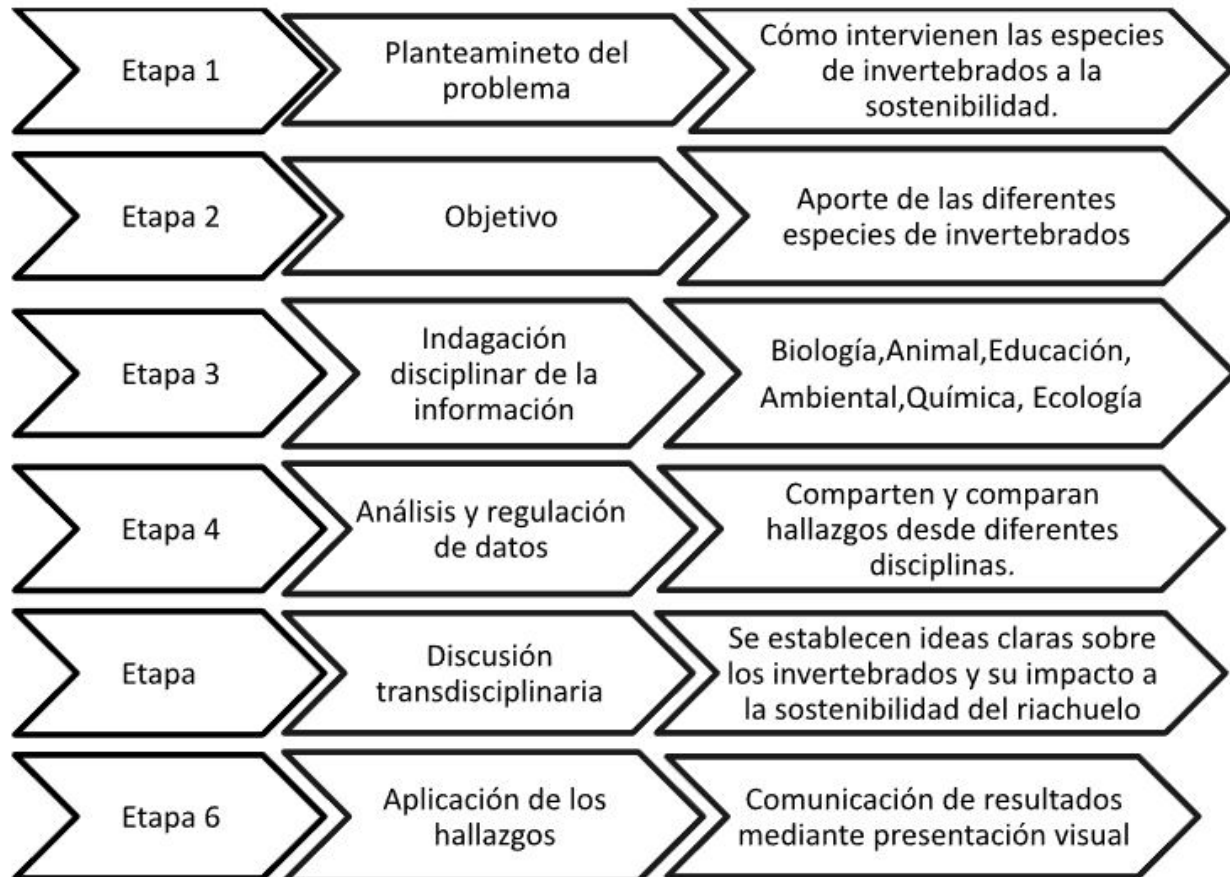 Etapa 1
Planteamineto del
problema
Cómo intervienen las especies
de invertebrados a la
sostenibilidad.
Etapa 2
Objetivo
Aporte de las diferentes
especies de invertebrados
Etapa 3
Indagación
disciplinar de la
información
Biología,Animal,Educación,
Ambiental,Química, Ecología
Etapa 4
Análisis y regulación
de datos
Comparten y comparan
hallazgos desde diferentes
disciplinas.
Etapa
Discusión
transdisciplinaria
Se establecen ideas claras sobre
los invertebrados y su impacto a
la sostenibilidad del riachuelo
Etapa 6
Aplicación de los
hallazgos
Comunicación de resultados
mediante presentación visual